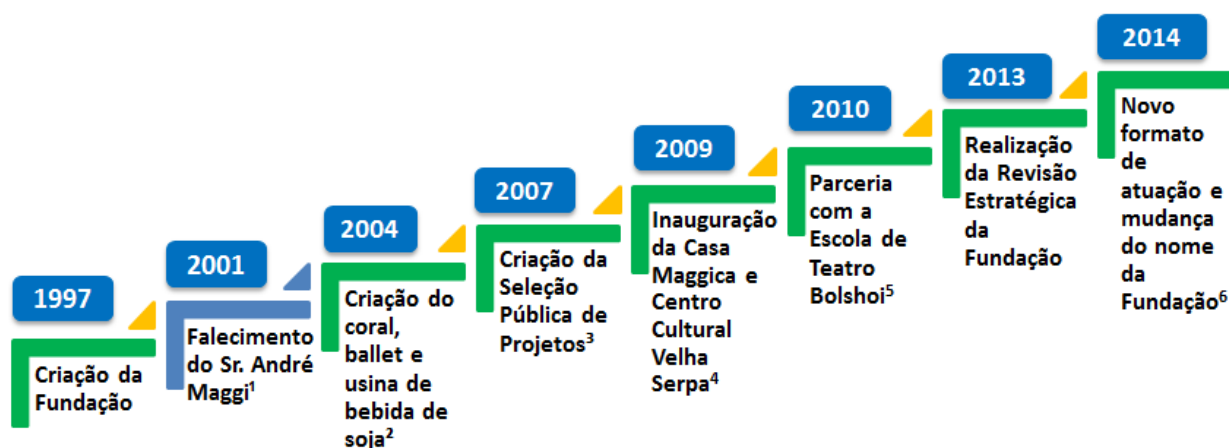 1997
Criação da
Fundação
2001
Falecimento
do Sr. André
Maggi¹
2004
Criação do
coral,
ballet e
usina de
bebida de
soja²
2007
Criação da
Seleção
Pública de
Projetos³
2009
Inauguração
da Casa
Maggica e
Centro
Cultural
Velha
Serpa⁴
2010
Parceria
com a
Escola de
Teatro
Bolshoi⁵
2013
Realização
da Revisão
Estratégica
da
Fundação
2014
Novo
formato
de
atuação e
mudança
do nome
da
Fundação⁶